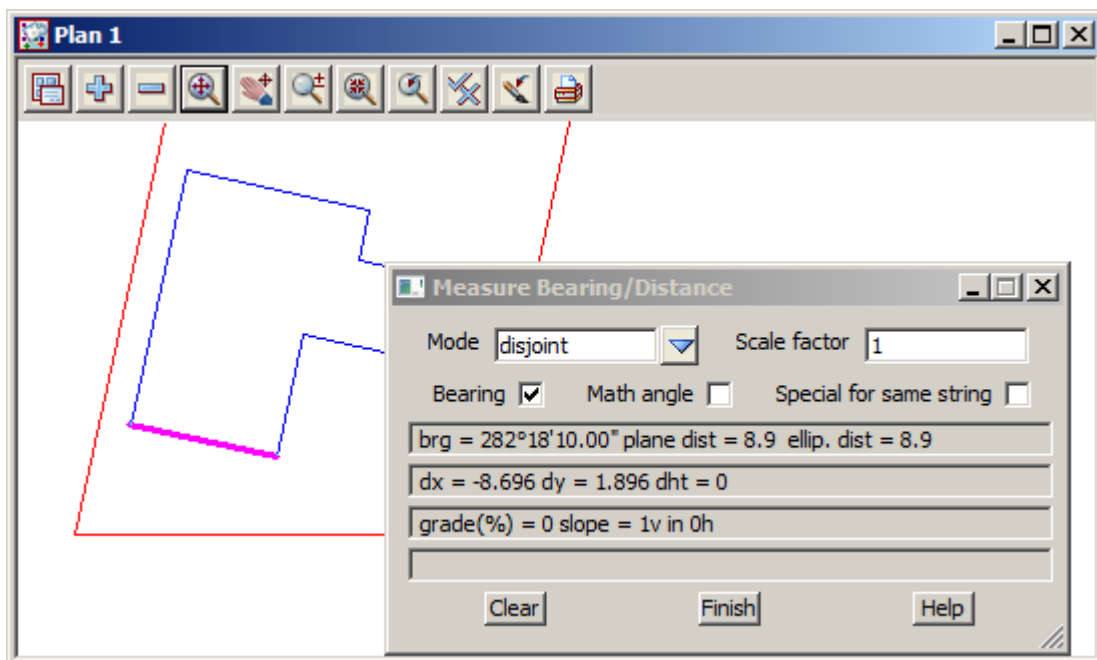 Plan 1
Measure Bearing/Distance
Mode disjoint Scale factor 1
Bearing Math angle Special for same string
brg = 282°18'10.00" plane dist = 8.9 ellip. dist = 8.9
dx = -8.696 dy = 1.896 dht = 0
grade(%) = 0 slope = 1v in 0h
Clear Finish Help